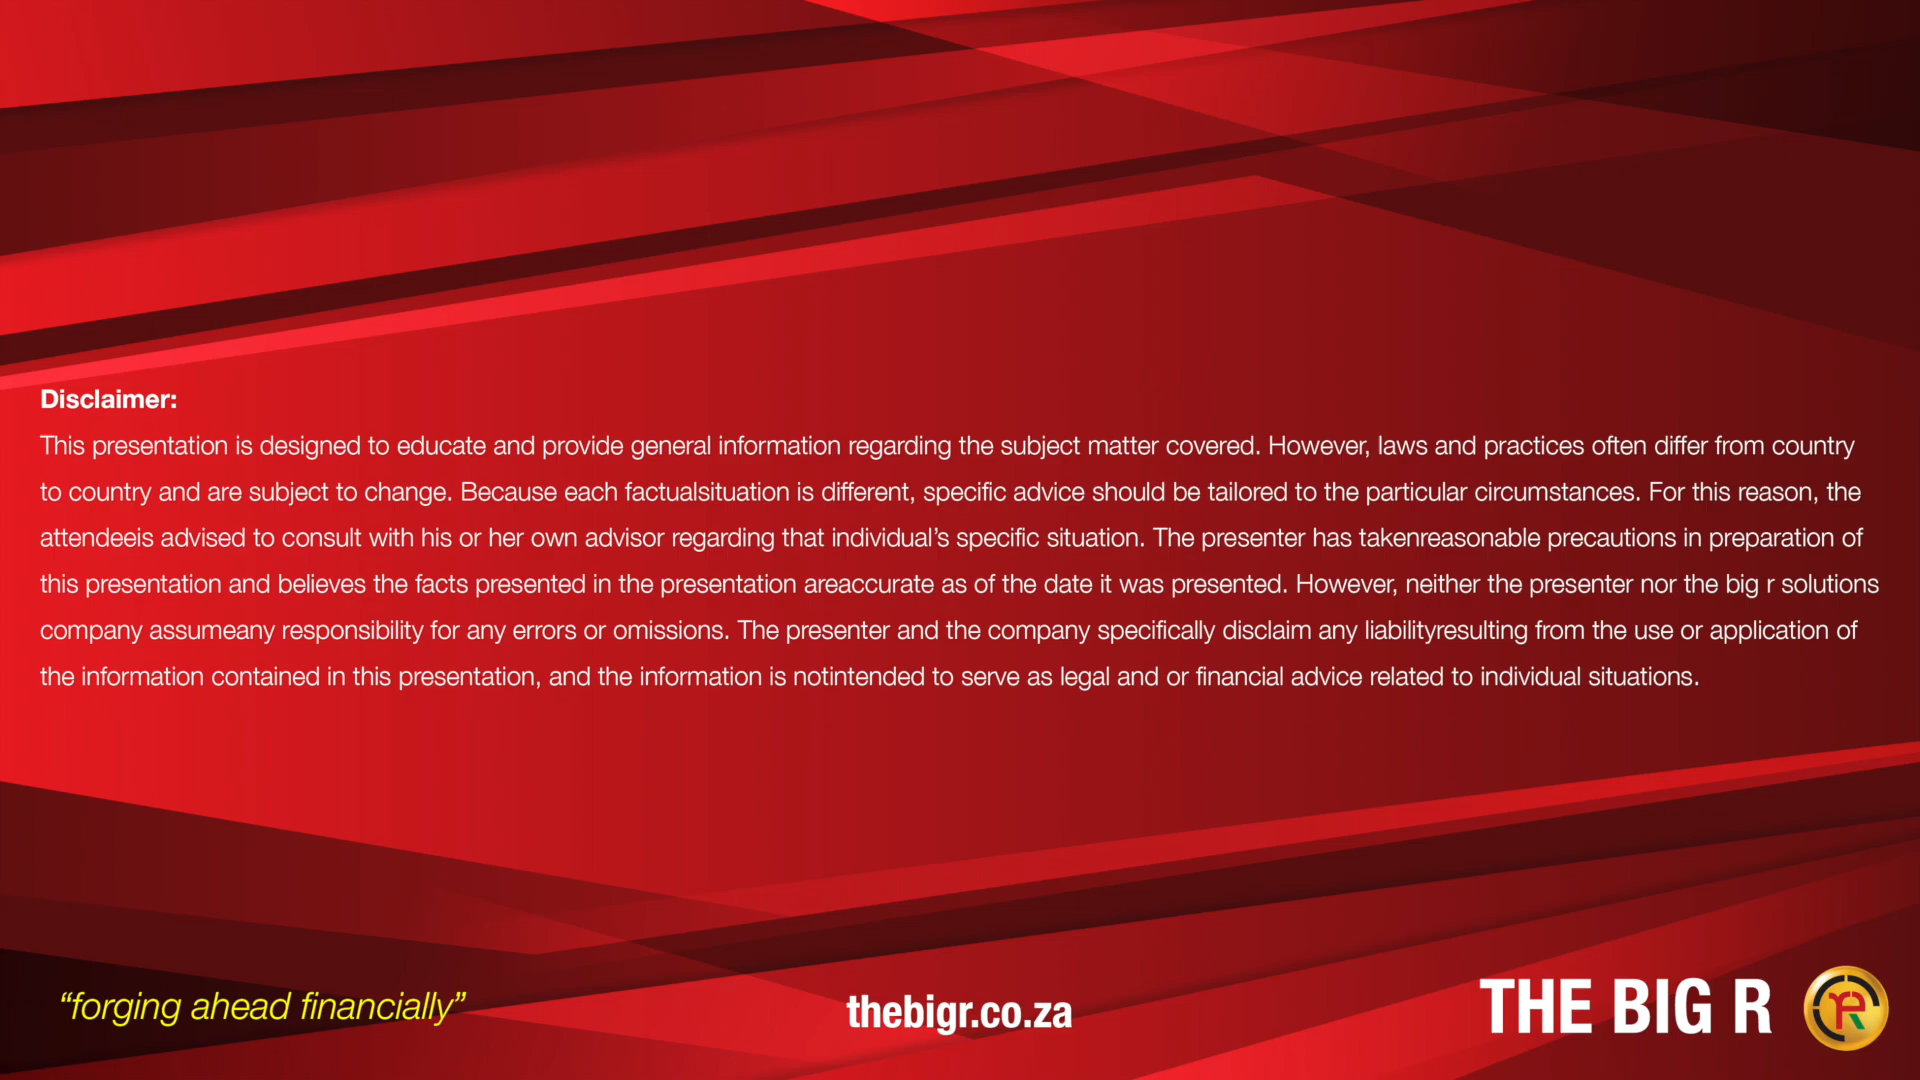 Disclaimer:
This presentation is designed to educate and provide general information regarding the subject matter covered. However, laws and practices often differ from country
to country and are subject to change. Because each factualsituation is different, specific advice should be tailored to the particular circumstances. For this reason, the
attendeeis advised to consult with his or her own advisor regarding that individual’s specific situation. The presenter has takenreasonable precautions in preparation of
this presentation and believes the facts presented in the presentation areaccurate as of the date it was presented. However, neither the presenter nor the big r solutions
company assumeany responsibility for any errors or omissions. The presenter and the company specifically disclaim any liabilityresulting from the use or application of
the information contained in this presentation, and the information is notintended to serve as legal and or financial advice related to individual situations.
“forging ahead financially”
thebigr.co.za
THE BIG R